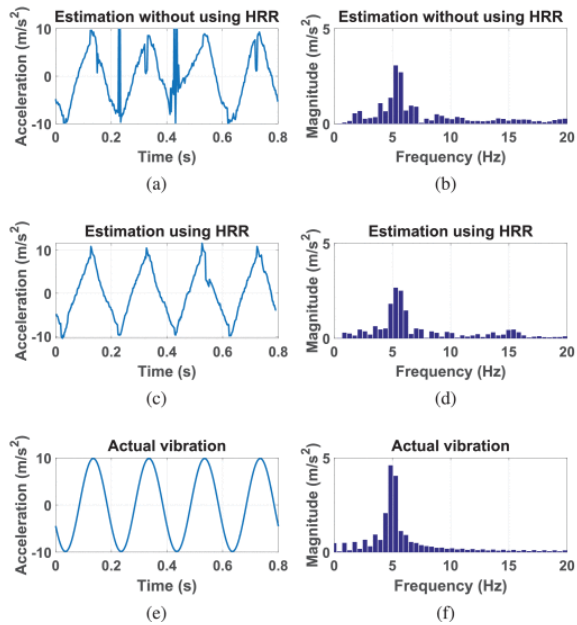 Estimation without using HRR
Acceleration (m/s²)
10
0
-10
0
0.2
0.4
0.6
0.8
Time (s)
(a)
Estimation without using HRR
Magnitude (m/s²)
5
0
0
5
10
15
20
Frequency (Hz)
(b)
Estimation using HRR
Acceleration (m/s²)
10
0
-10
0
0.2
0.4
0.6
0.8
Time (s)
(c)
Estimation using HRR
Magnitude (m/s²)
5
0
0
5
10
15
20
Frequency (Hz)
(d)
Actual vibration
Acceleration (m/s²)
10
0
-10
0
0.2
0.4
0.6
0.8
Time (s)
(e)
Actual vibration
Magnitude (m/s²)
5
0
0
5
10
15
20
Frequency (Hz)
(f)